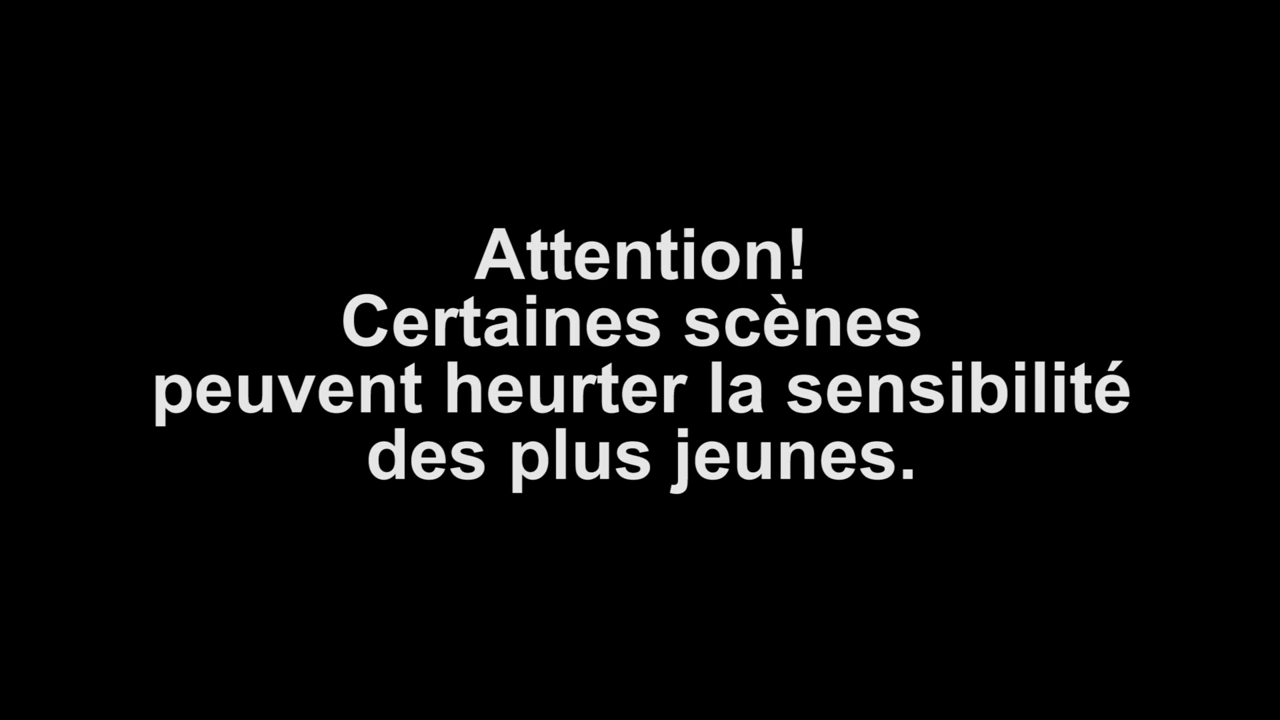 Attention!
Certaines scènes
peuvent heurter la sensibilité
des plus jeunes.